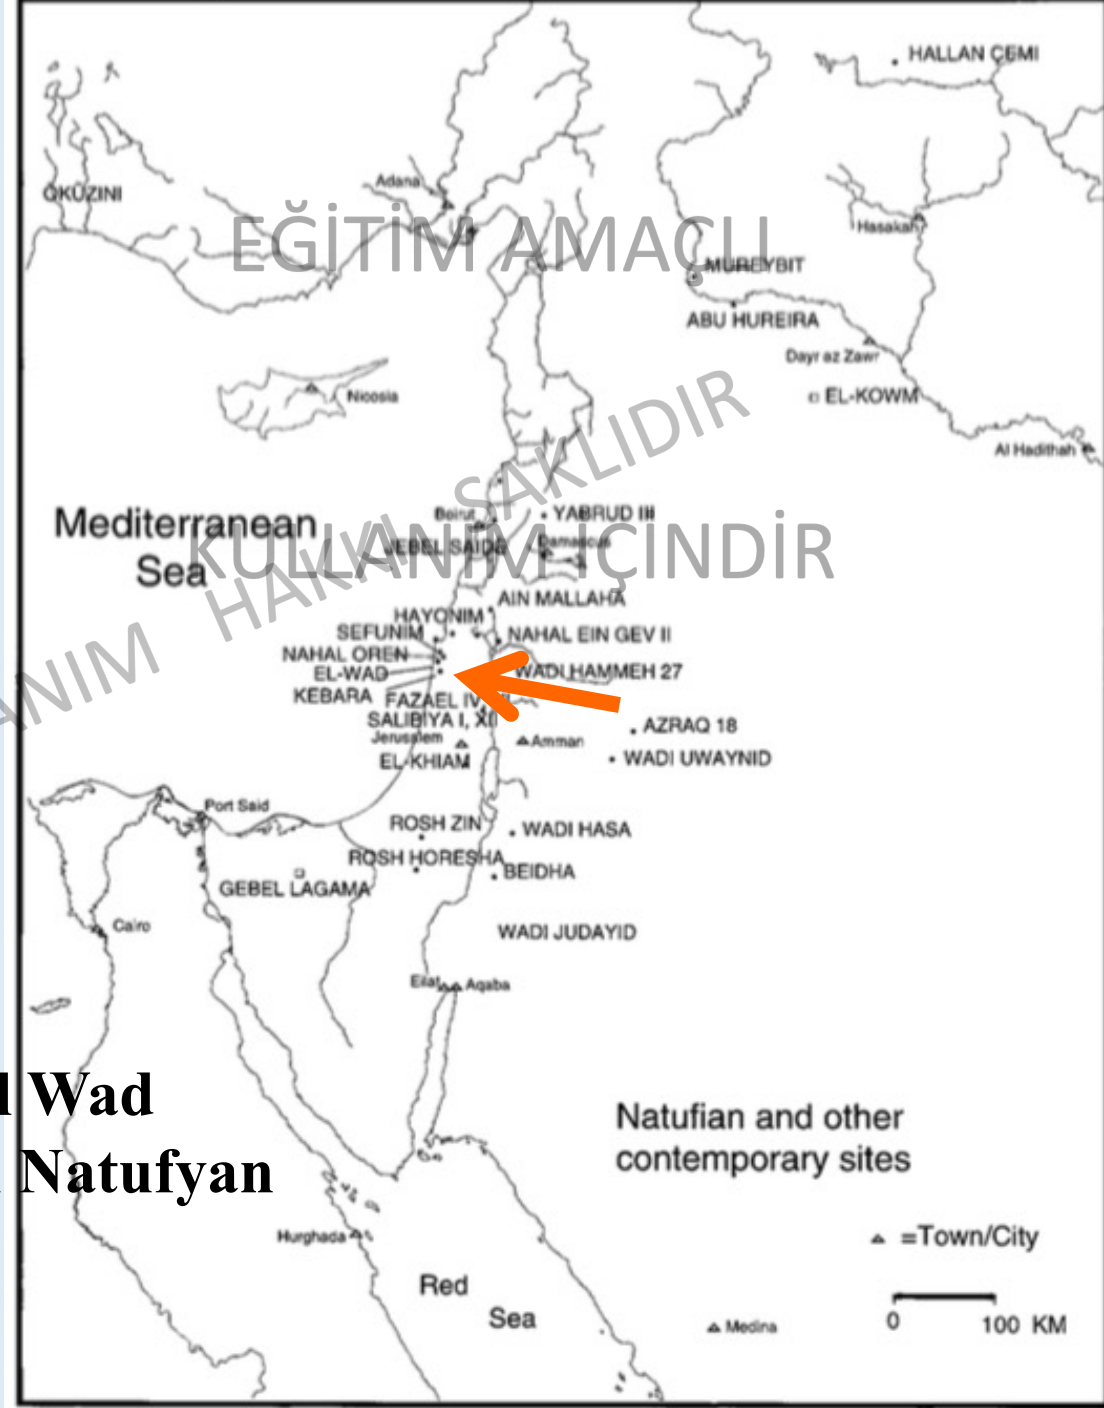 HALLAN ÇEMI
Adana
ÖKÜZINI
Hasakah
EĞİTİM AMAÇLI
MUREYBIT
ABU HUREIRA
Dayr az Zawr
Nicosia
EL-KOWM
Al Hadithah
HAKKI SAKLIDIR
Mediterranean
Sea
Beirut
YABRUD III
JEBEL SAIDE
Damascus
KULLANIM İÇİNDİR
AIN MALLAHA
HAYONIM
SEFUNIM
NAHAL EIN GEV II
NAHAL OREN
EL-WAD
WADI HAMMEH 27
KEBARA
FAZAEL IV
SALIBIYA I, XII
AZRAQ 18
Jerusalem
Amman
EL-KHIAM
WADI UWAYNID
Port Said
ROSH ZIN
WADI HASA
ROSH HORESHA
BEIDHA
GEBEL LAGAMA
Cairo
WADI JUDAYID
Eilat
Aqaba
Wad
Natufyan
Natufian and other
contemporary sites
=Town/City
Hurghada
Red
Sea
0 100 KM
Medina